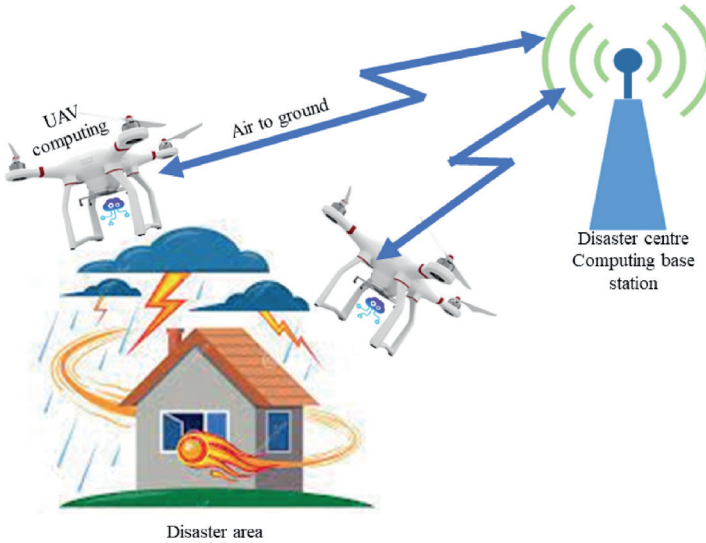 UAV
computing
Air to ground
Disaster centre
Computing base
station
Disaster area